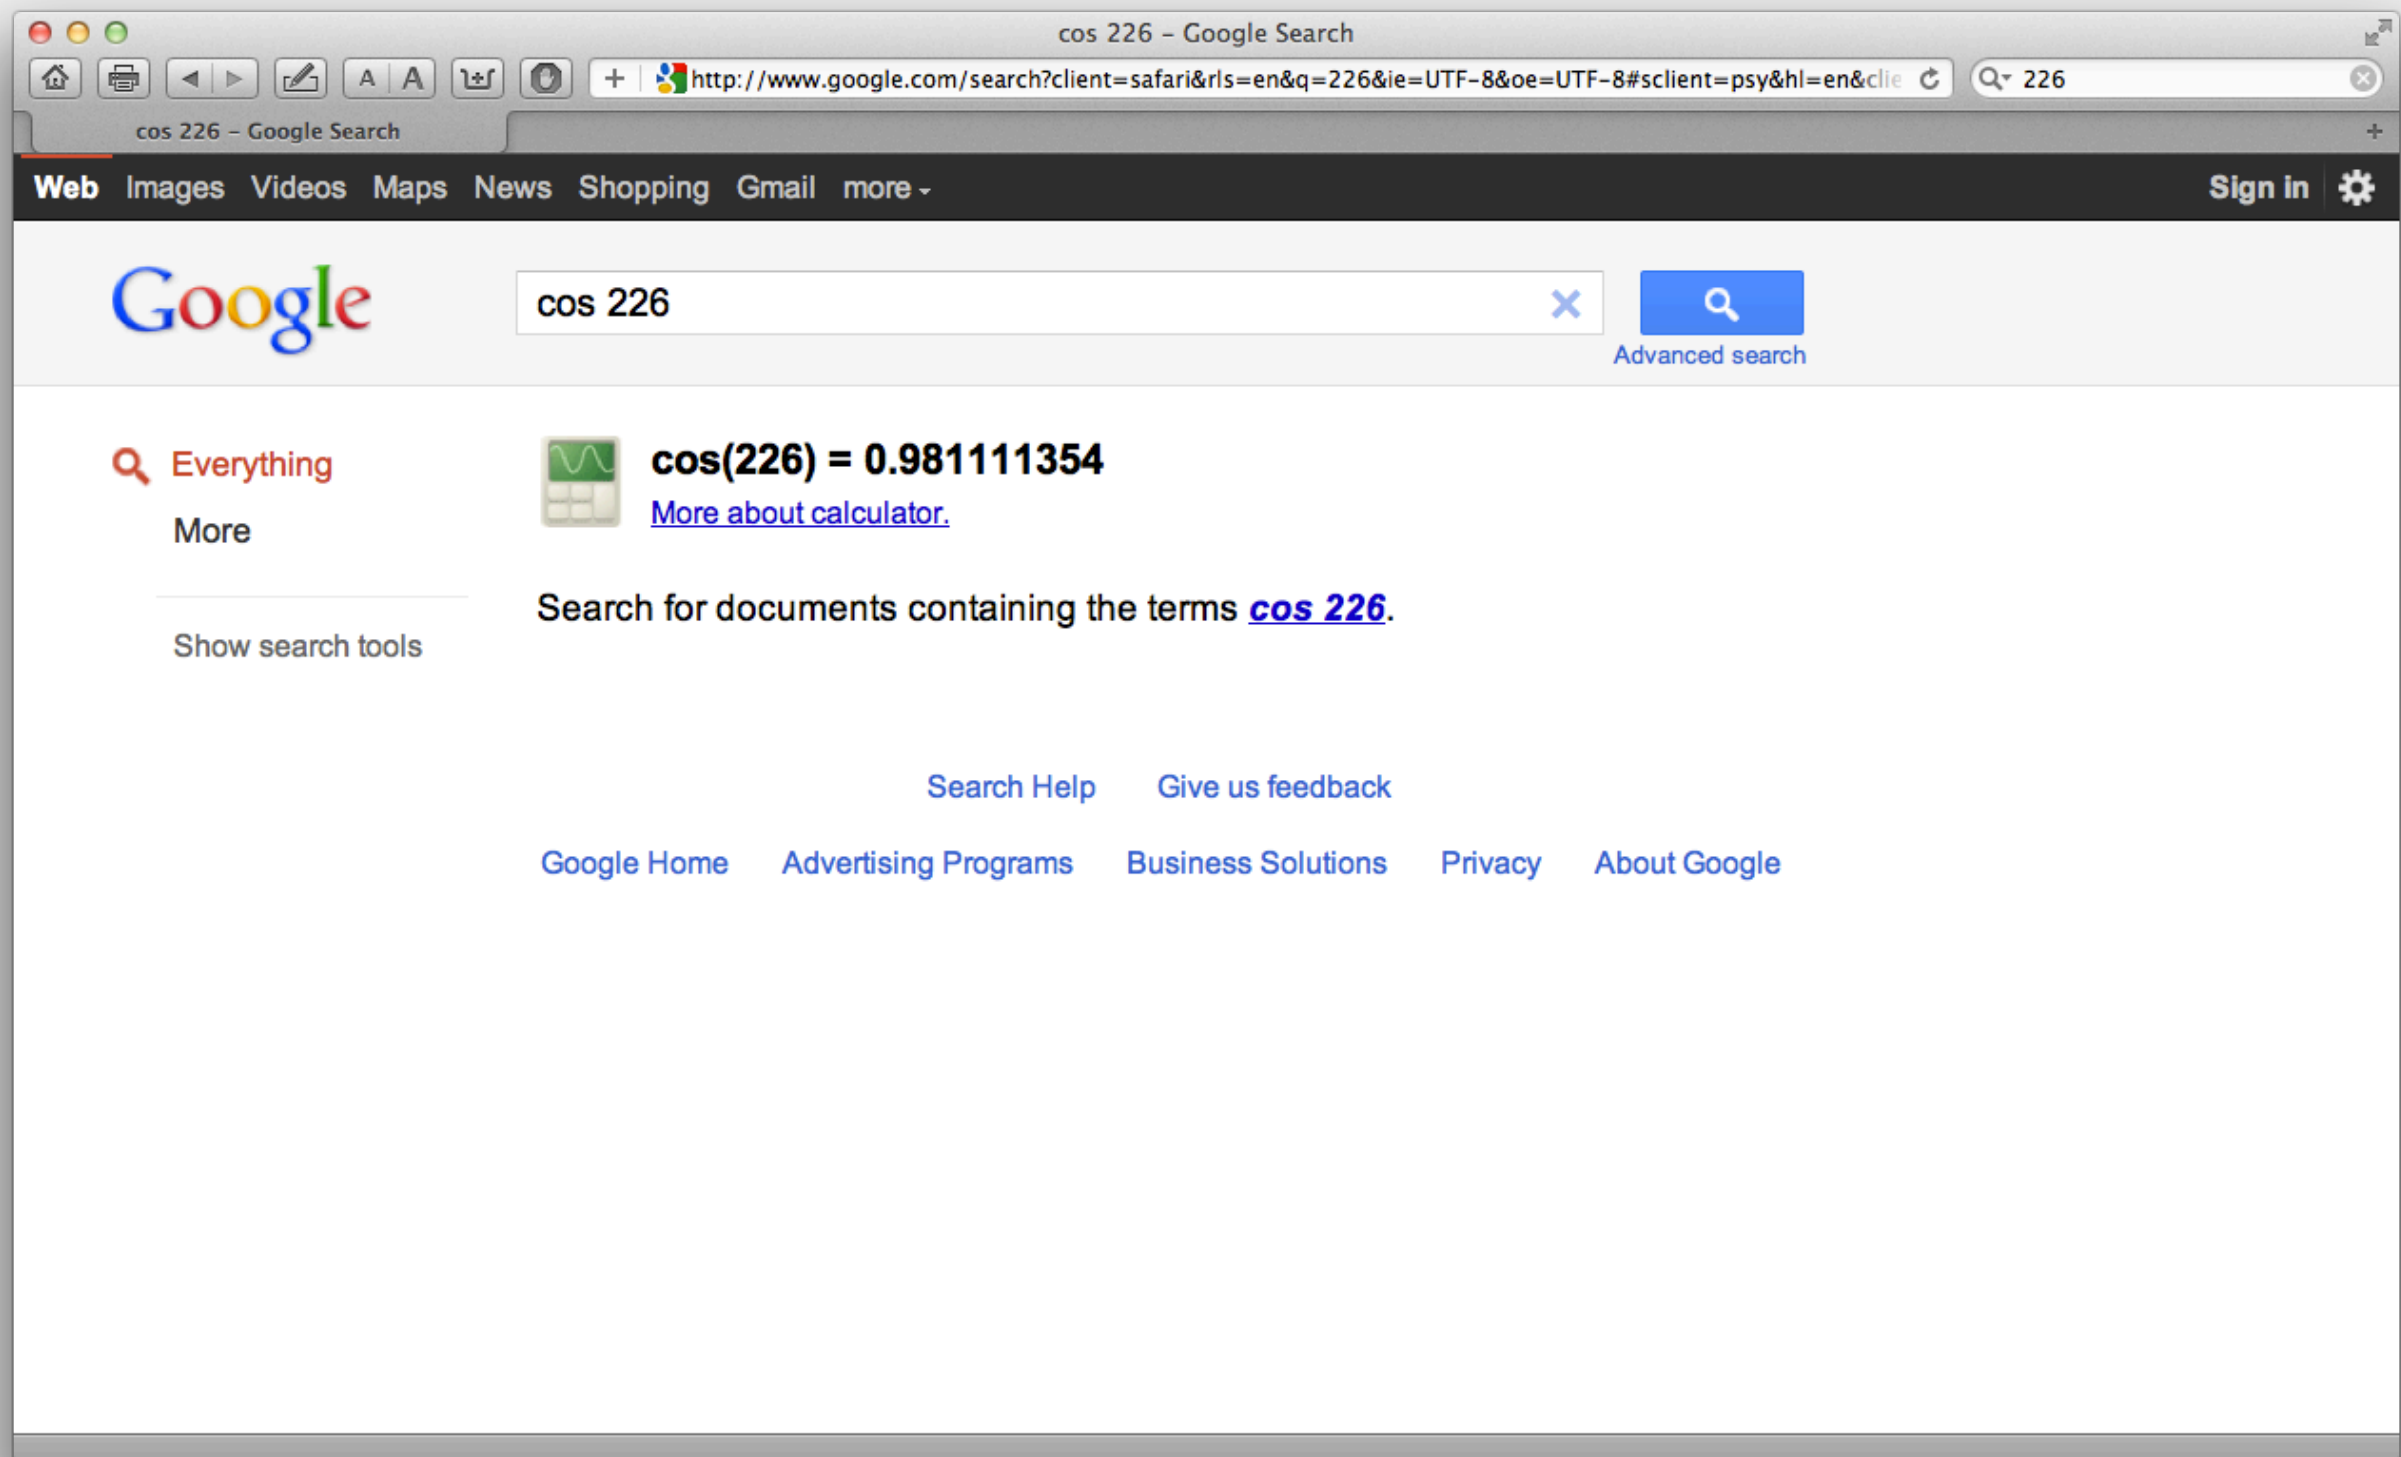 cos 226 – Google Search
A A
http://www.google.com/search?client=safari&rls=en&q=226&ie=UTF-8&oe=UTF-8#sclient=psy&hl=en&clie
226
cos 226 – Google Search
Web Images Videos Maps News Shopping Gmail more
Sign in
Google
cos 226
Advanced search
Everything
More
Show search tools
cos(226) = 0.981111354
More about calculator.
Search for documents containing the terms cos 226.
Search Help Give us feedback
Google Home Advertising Programs Business Solutions Privacy About Google